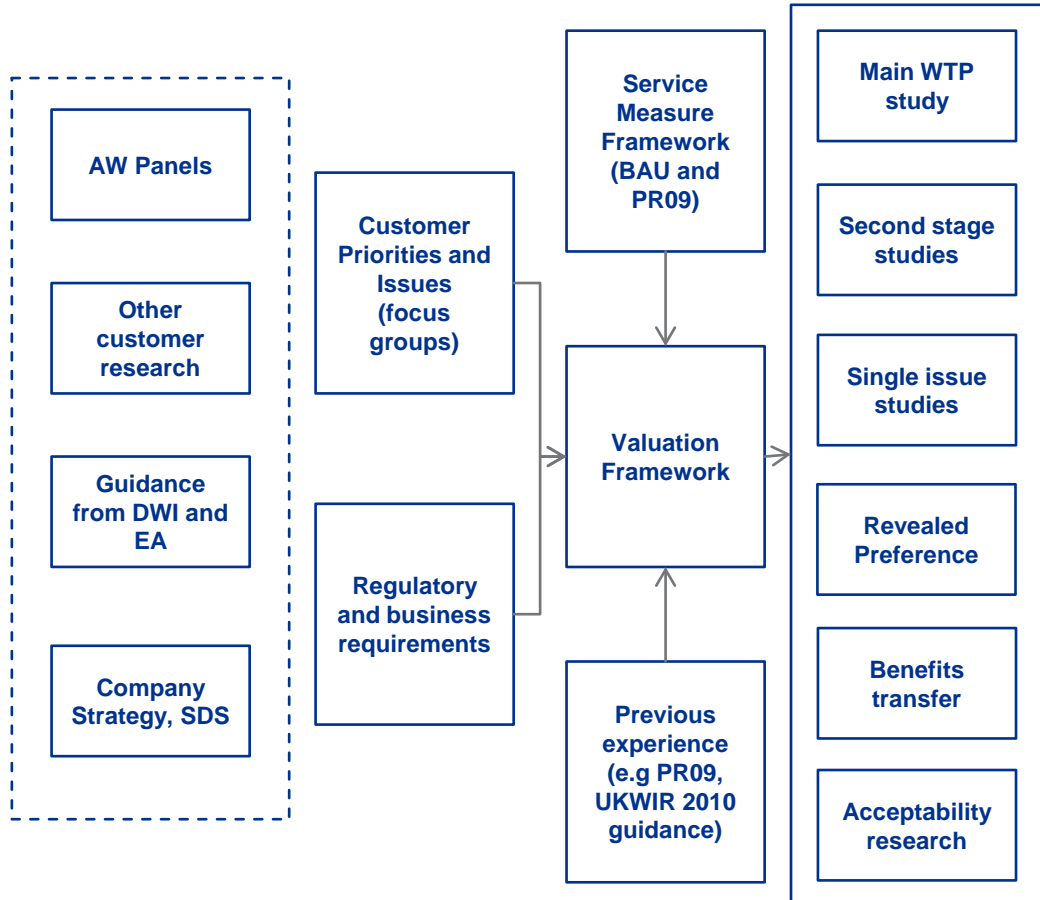 AW Panels
Other
customer
research
Guidance
from DWI and
EA
Company
Strategy, SDS
Customer
Priorities and
Issues
(focus
groups)
Regulatory
and business
requirements
Service
Measure
Framework
(BAU and
PR09)
Valuation
Framework
Previous
experience
(e.g PR09,
UKWIR 2010
guidance)
Main WTP
study
Second stage
studies
Single issue
studies
Revealed
Preference
Benefits
transfer
Acceptability
research